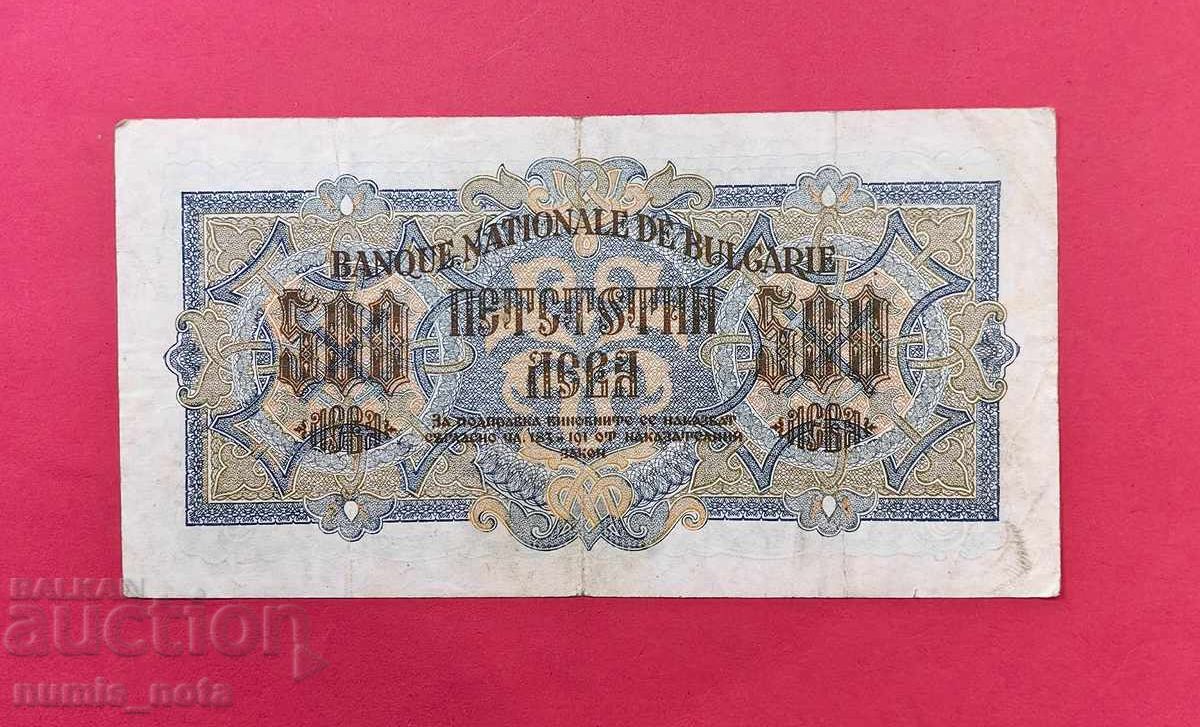 BANQUE NATIONALE DE BULGARIE
500
ПЕТСТОТИН
500
ЛЕВА
ЛЕВА
ЛЕВА
ЗА ПОДПРАВКА ВИНОВНИТЕ СЕ НАКАЗВАТ
СЪГЛАСНО ЧЛ. 183 191 ОТ НАКАЗАТЕЛНИЯ
ЗАКОН
BALKAN
auction
numis_nota